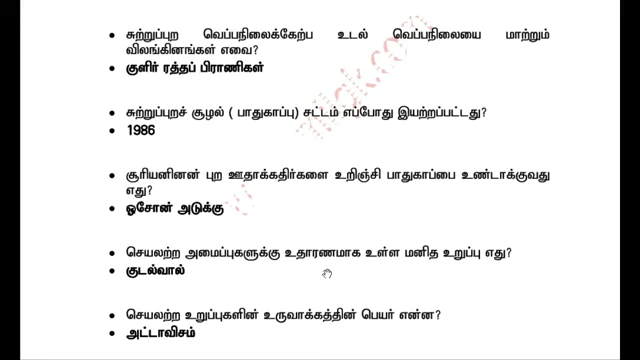 • சுற்றுப்புற வெப்பநிலைக்கேற்ப உடல் வெப்பநிலையை மாற்றும்
விலங்கினங்கள் எவை?
• குளிர் ரத்தப் பிராணிகள்
• சுற்றுப்புறச் சூழல் ( பாதுகாப்பு) சட்டம் எப்போது இயற்றப்பட்டது?
• 1986
• சூரியனினன் புற ஊதாக்கதிர்களை உறிஞ்சி பாதுகாப்பை உண்டாக்குவது
எது?
• ஓசோன் அடுக்கு
• செயலற்ற அமைப்புகளுக்கு உதாரணமாக உள்ள மனித உறுப்பு எது?
• குடல்வால்
• செயலற்ற உறுப்புகளின் உருவாக்கத்தின் பெயர் என்ன?
• அட்டாவிசம்